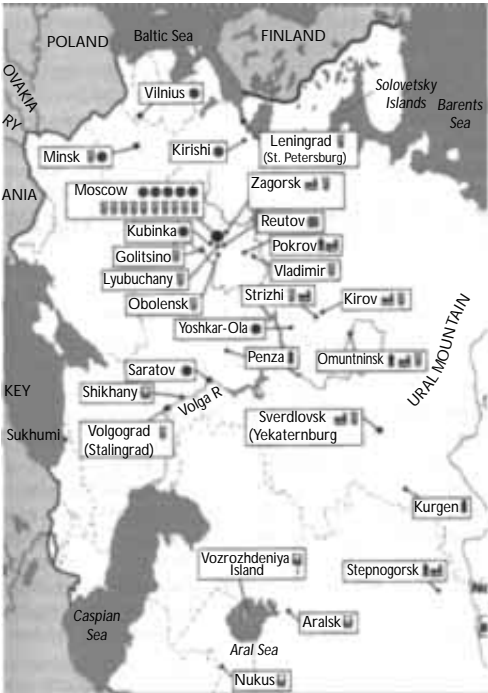 POLAND
Baltic Sea
FINLAND
OVAKIA
RY
Solovetsky
Islands
Barents
Sea
Vilnius
Minsk
Kirishi
Leningrad
(St. Petersburg)
ANIA
Moscow
Zagorsk
Kubinka
Reutov
Golitsino
Pokrov
Lyubuchany
Vladimir
Obolensk
Strizhi
Kirov
Yoshkar-Ola
Penza
Omuntninsk
URAL MOUNTAIN
Saratov
KEY
Shikhany
Volga R
Sukhumi
Volgograd
(Stalingrad)
Sverdlovsk
(Yekaternburg
Kurgen
Vozrozhdeniya
Island
Stepnogorsk
Caspian
Sea
Aralsk
Aral Sea
Nukus